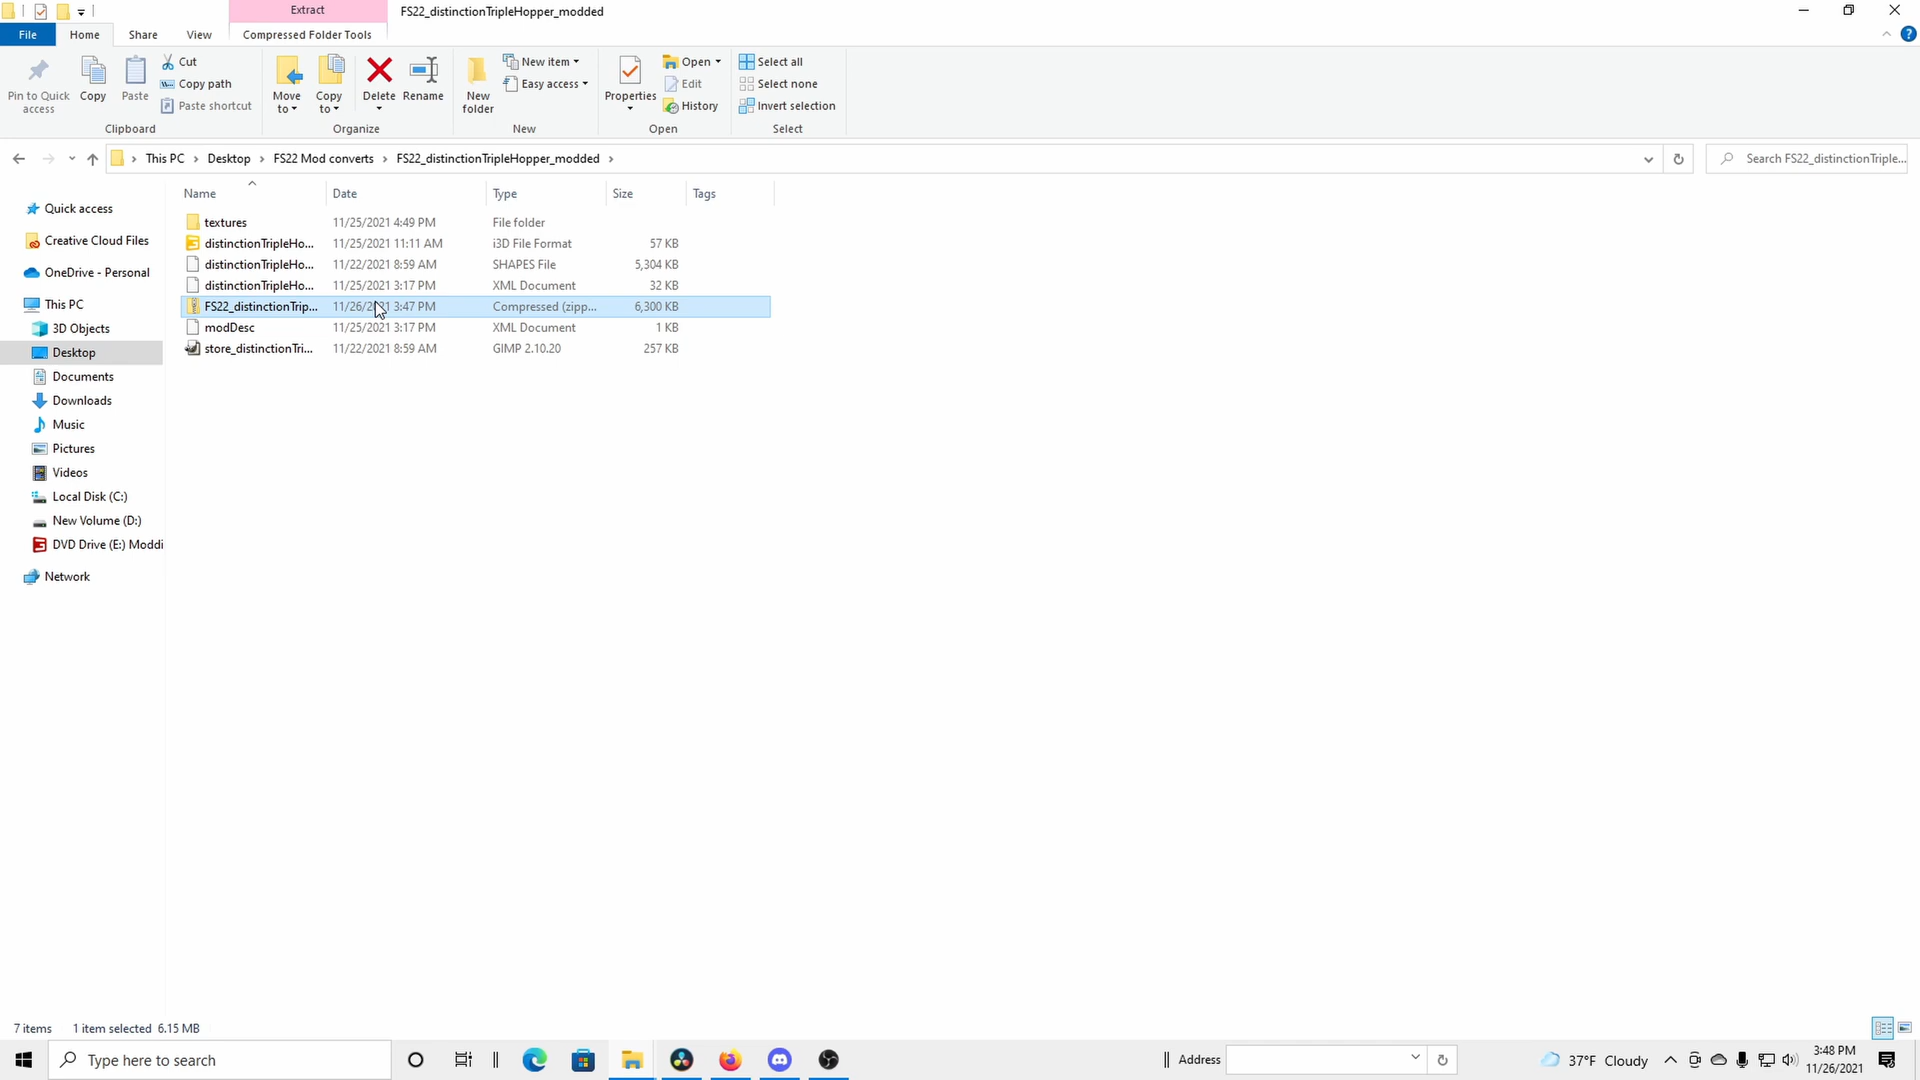 Extract
FS22_distinctionTripleHopper_modded
File
Home
Share
View
Compressed Folder Tools
Pin to Quick access
Copy
Paste
Cut
Copy path
Paste shortcut
Clipboard
Move to
Copy to
Delete
Rename
Organize
New folder
New item
Easy access
New
Properties
Open
Edit
History
Open
Select all
Select none
Invert selection
Select
This PC
Desktop
FS22 Mod converts
FS22_distinctionTripleHopper_modded
Search FS22_distinctionTriple...
Name Date Type Size Tags
textures 11/25/2021 4:49 PM File folder
distinctionTripleHo... 11/25/2021 11:11 AM i3D File Format 57 KB
distinctionTripleHo... 11/22/2021 8:59 AM SHAPES File 5,304 KB
distinctionTripleHo... 11/25/2021 3:17 PM XML Document 32 KB
FS22_distinctionTrip... 11/26/2021 3:47 PM Compressed (zipp... 6,300 KB
modDesc 11/25/2021 3:17 PM XML Document 1 KB
store_distinctionTri... 11/22/2021 8:59 AM GIMP 2.10.20 257 KB
Quick access
Creative Cloud Files
OneDrive - Personal
This PC
3D Objects
Desktop
Documents
Downloads
Music
Pictures
Videos
Local Disk (C:)
New Volume (D:)
DVD Drive (E:) Moddi
Network
7 items 1 item selected 6.15 MB
Type here to search
Address
37°F Cloudy
3:48 PM
11/26/2021